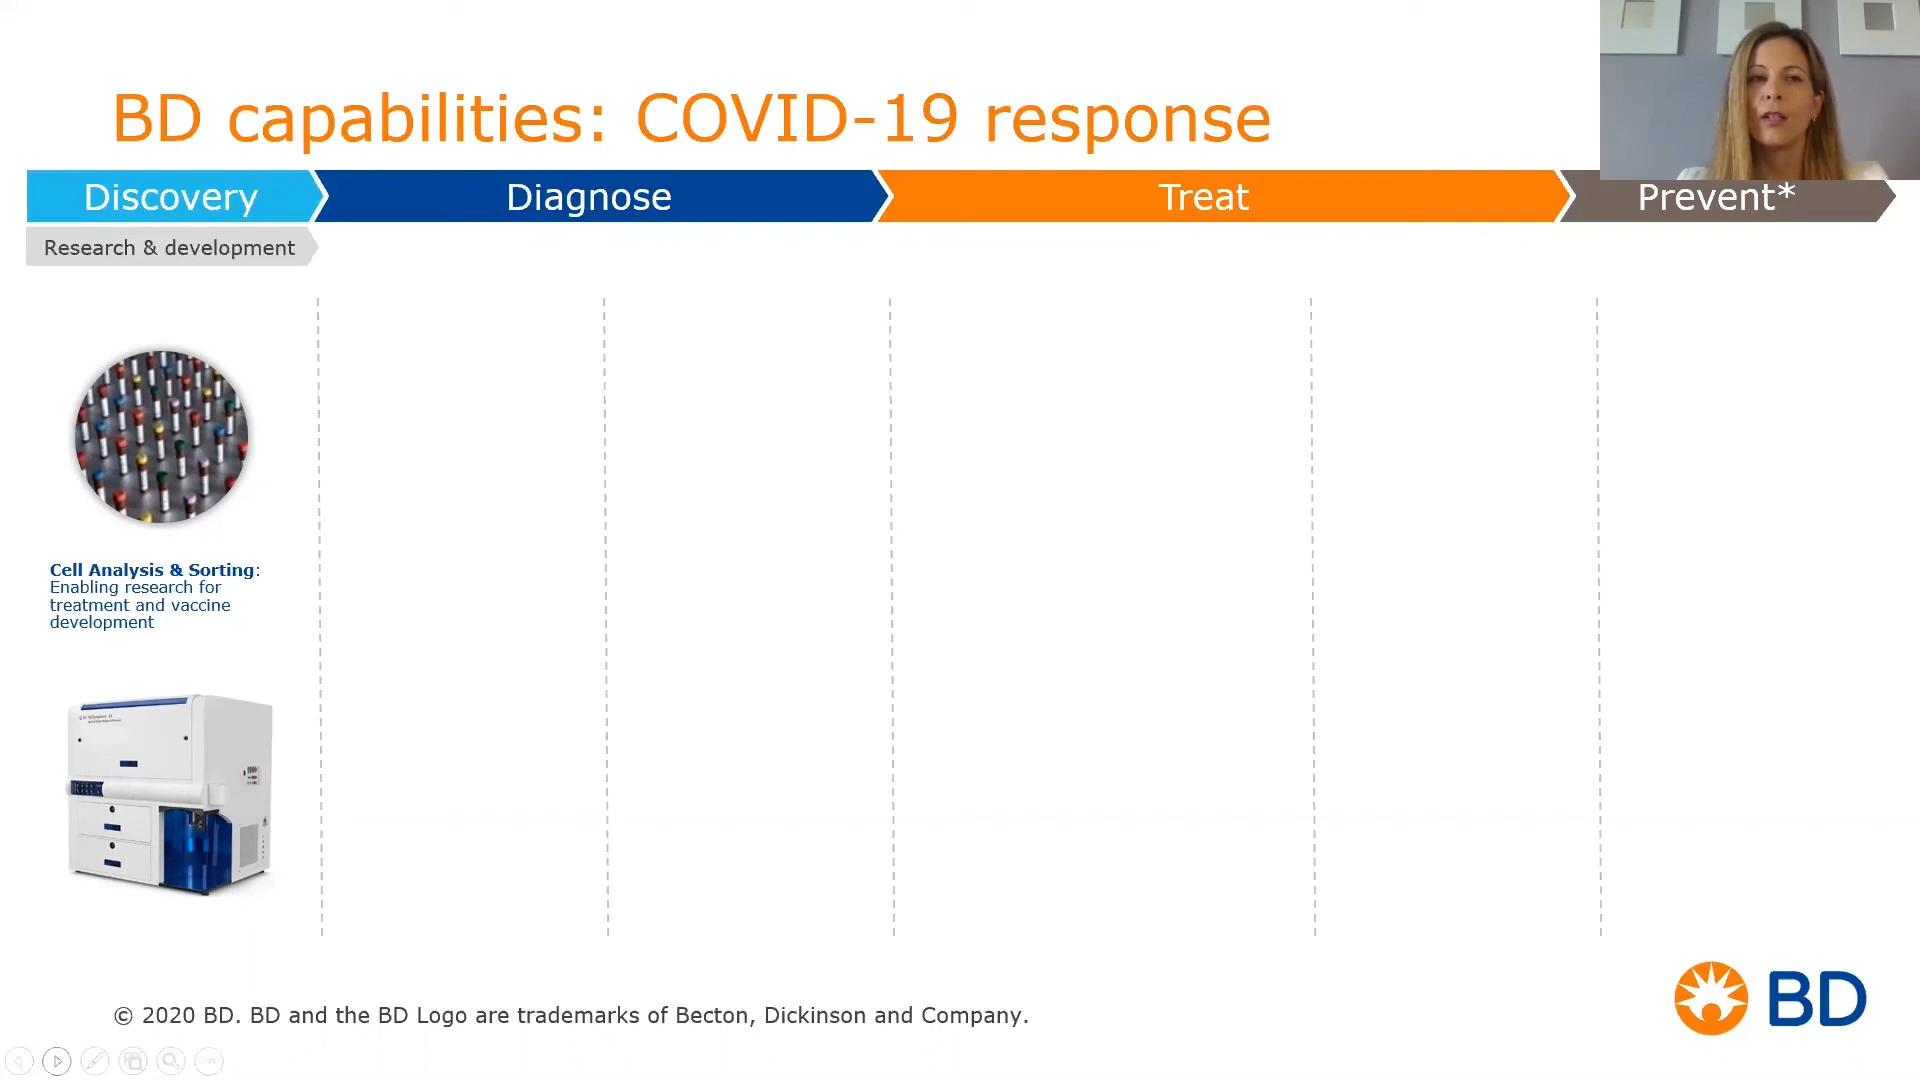 BD capabilities: COVID-19 response
Discovery
Diagnose
Treat
Prevent*
Research & development
Cell Analysis & Sorting:
Enabling research for
treatment and vaccine
development
BD
© 2020 BD. BD and the BD Logo are trademarks of Becton, Dickinson and Company.